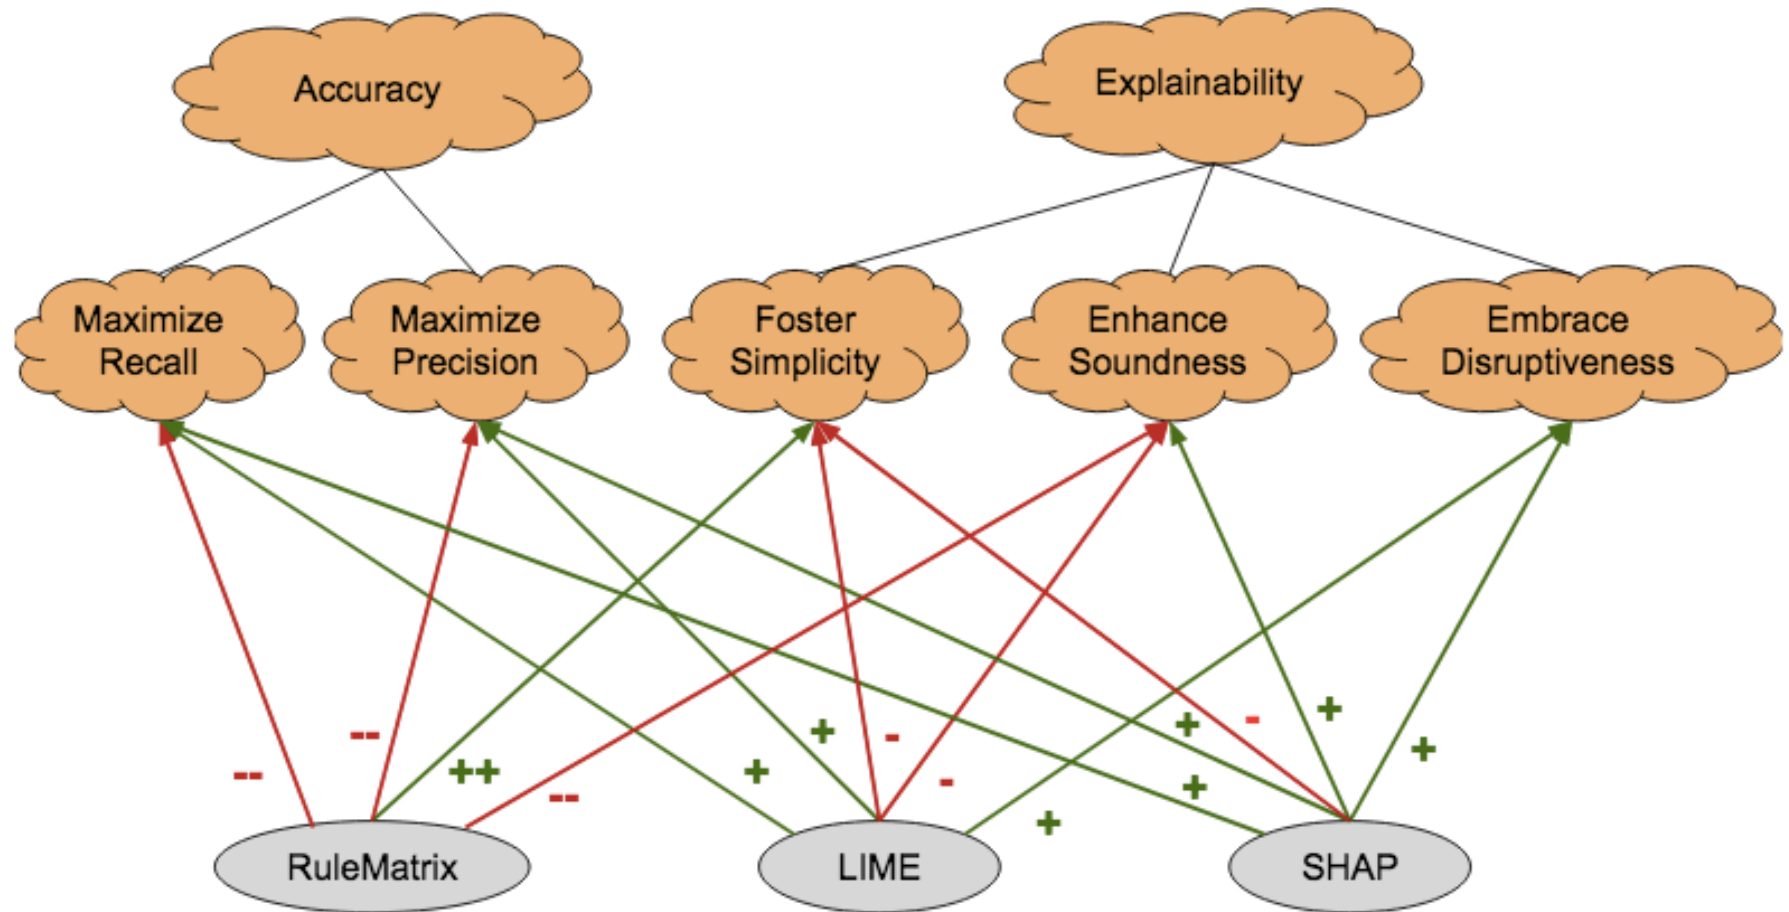 Accuracy
Explainability
Maximize
Recall
Maximize
Precision
Foster
Simplicity
Enhance
Soundness
Embrace
Disruptiveness
--
--
++
--
+
+
-
-
+
+
+
-
+
+
RuleMatrix
LIME
SHAP